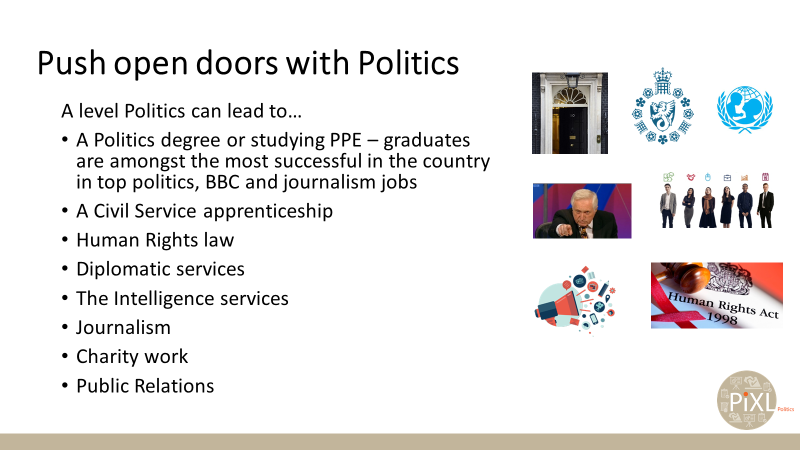 Push open doors with Politics
A level Politics can lead to…
• A Politics degree or studying PPE – graduates
are amongst the most successful in the country
in top politics, BBC and journalism jobs
• A Civil Service apprenticeship
• Human Rights law
• Diplomatic services
• The Intelligence services
• Journalism
• Charity work
• Public Relations
Human Rights Act
1998
PiXL
Politics